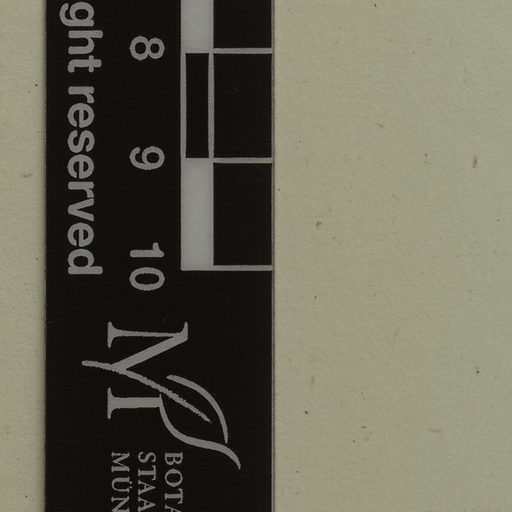 ght reserved
8
9
10
M
BOTA
STAA
MÜN